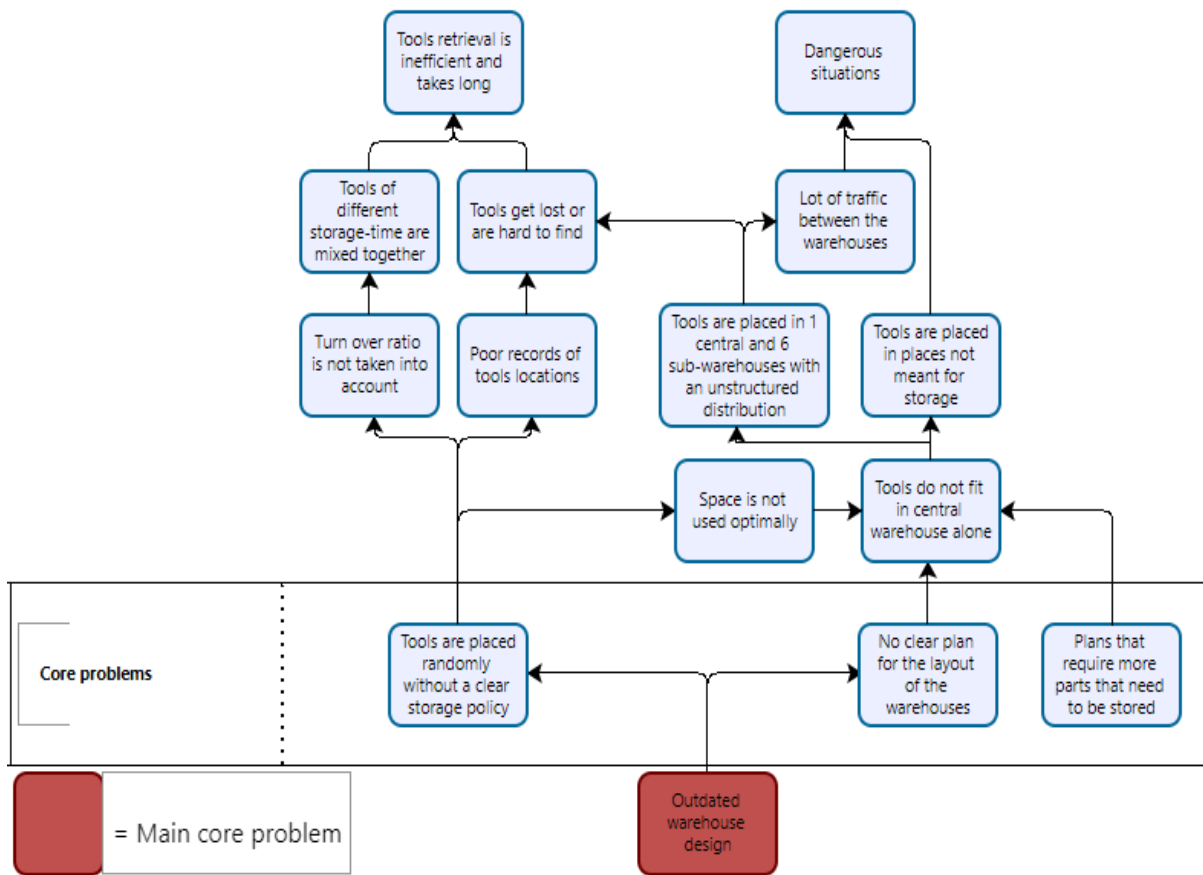 Tools retrieval is
inefficient and
takes long
Dangerous
situations
Tools of
different
storage-time are
mixed together
Tools get lost or
are hard to find
Lot of traffic
between the
warehouses
Turn over ratio
is not taken into
account
Poor records of
tools locations
Tools are placed in 1
central and 6
sub-warehouses with
an unstructured
distribution
Tools are placed
in places not
meant for
storage
Space is not
used optimally
Tools do not fit
in central
warehouse alone
Core problems
Tools are placed
randomly
without a clear
storage policy
No clear plan
for the layout
of the
warehouses
Plans that
require more
parts that need
to be stored
= Main core problem
Outdated
warehouse
design